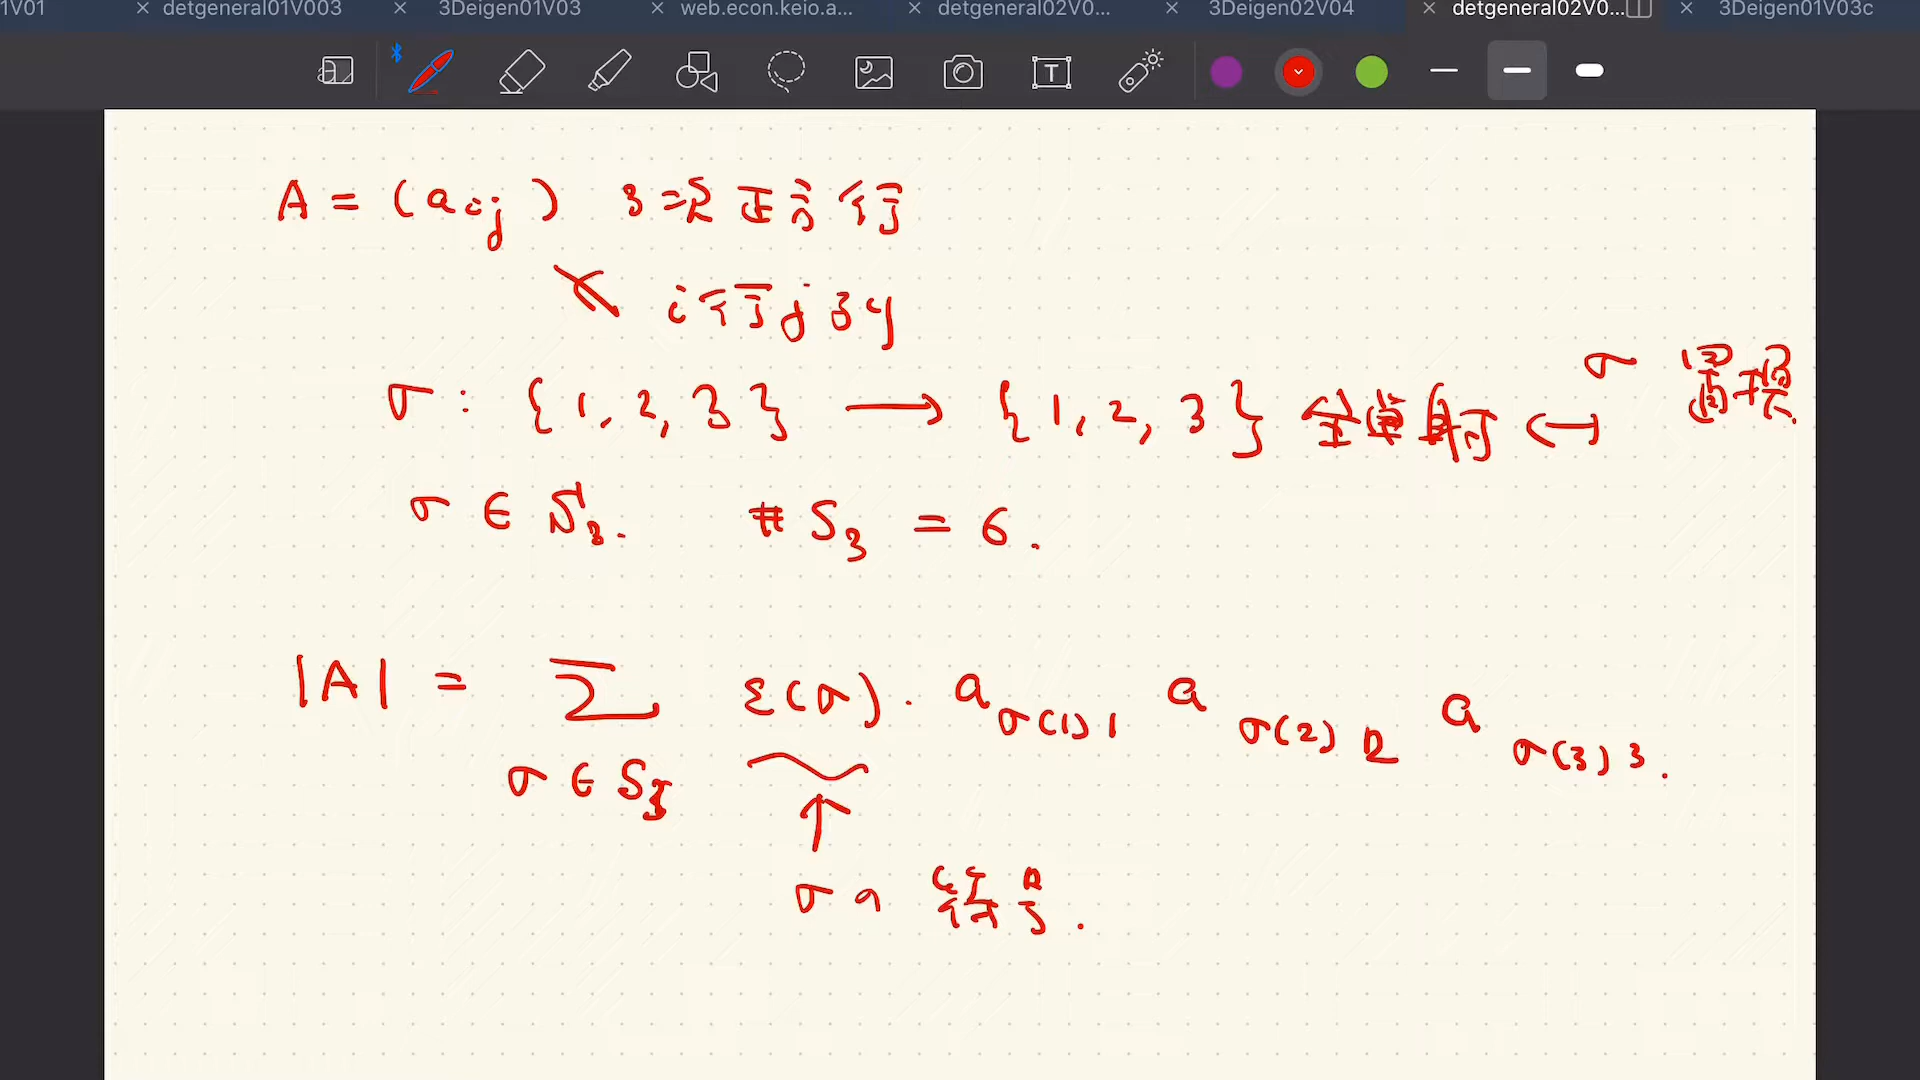 1V01 × detgeneral01V003 × 3Deigen01V03 × web.econ.keio.a... × detgeneral02V0... × 3Deigen02V04 × detgeneral02V0... × 3Deigen01V03c
A = (aij) 3次正方行
i行j列
σ : {1, 2, 3} → {1, 2, 3} 全単射 ↔ σ 置換
σ ∈ S3. # S3 = 6.
|A| = Σ ε(σ) · aσ(1)1 aσ(2)2 aσ(3)3.
σ ∈ S3
↑
σの符号.